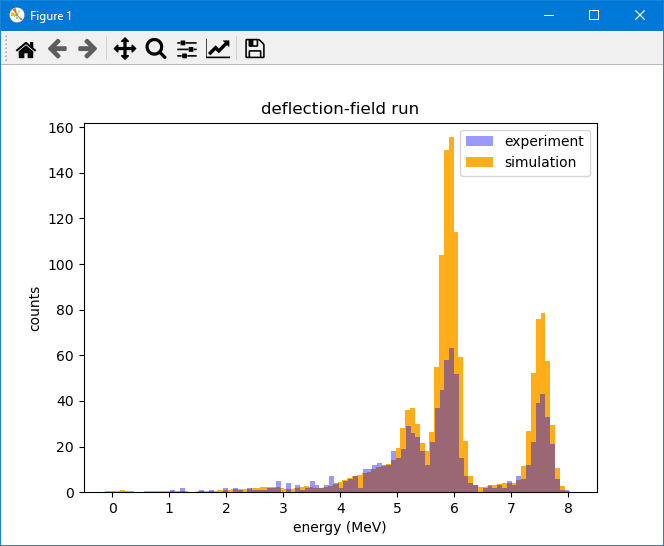 Figure 1
deflection-field run
experiment
simulation
counts
160
140
120
100
80
60
40
20
0
0 1 2 3 4 5 6 7 8
energy (MeV)